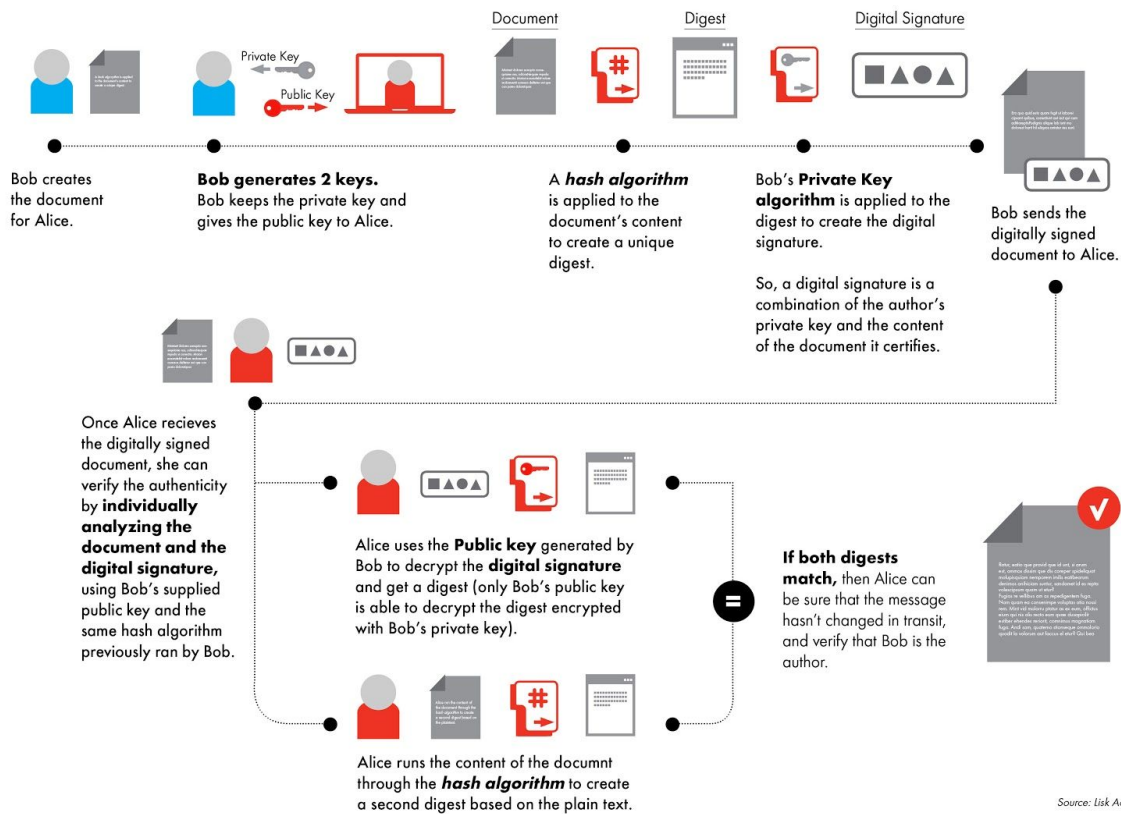 Document
Digest
Digital Signature
Private Key
Public Key
Bob creates
the document
for Alice.
Bob generates 2 keys.
Bob keeps the private key and
gives the public key to Alice.
A hash algorithm
is applied to the
document's content
to create a unique
digest.
Bob's Private Key
algorithm is applied to the
digest to create the digital
signature.
So, a digital signature is a
combination of the author's
private key and the content
of the document it certifies.
Bob sends the
digitally signed
document to Alice.
Once Alice recieves
the digitally signed
document, she can
verify the authenticity
by individually
analyzing the
document and the
digital signature,
using Bob's supplied
public key and the
same hash algorithm
previously ran by Bob.
Alice uses the Public key generated by
Bob to decrypt the digital signature
and get a digest (only Bob's public key
is able to decrypt the digest encrypted
with Bob's private key).
=
If both digests
match, then Alice can
be sure that the message
hasn't changed in transit,
and verify that Bob is the
author.
Alice runs the content of the documnt
through the hash algorithm to create
a second digest based on the plain text.
Source: Lisk